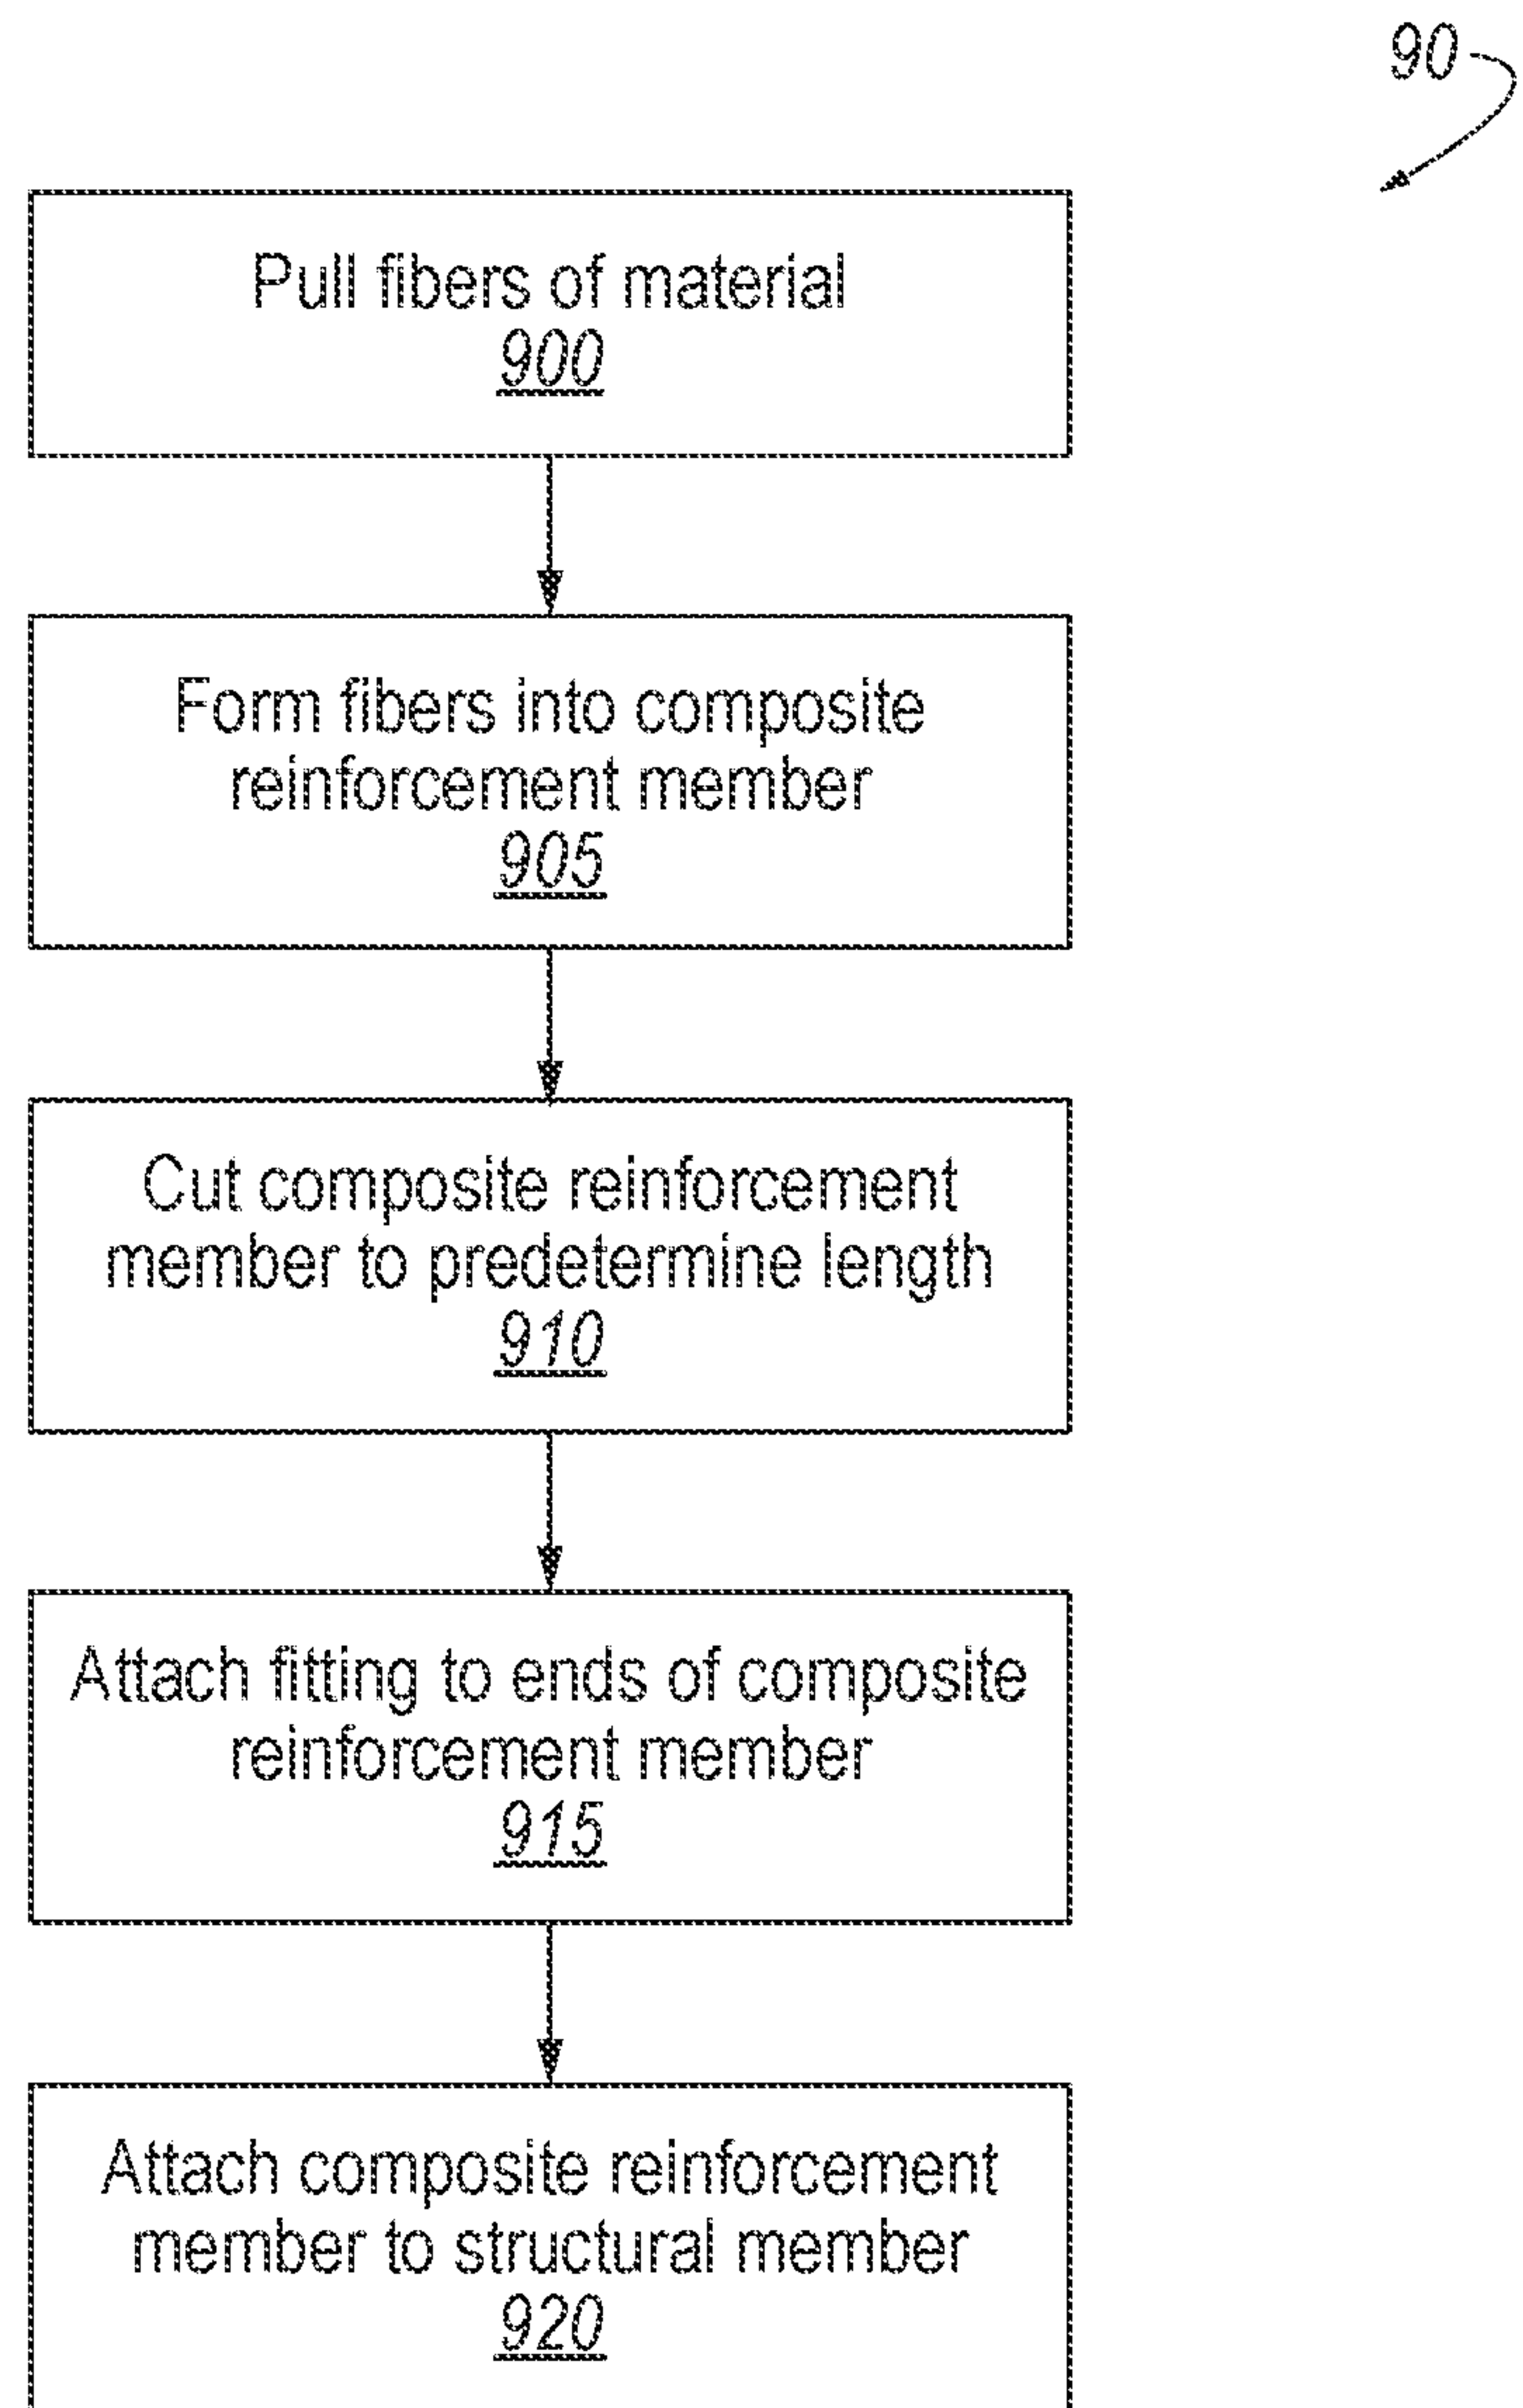 90
Pull fibers of material
900
Form fibers into composite
reinforcement member
905
Cut composite reinforcement
member to predetermine length
910
Attach fitting to ends of composite
reinforcement member
915
Attach composite reinforcement
member to structural member
920